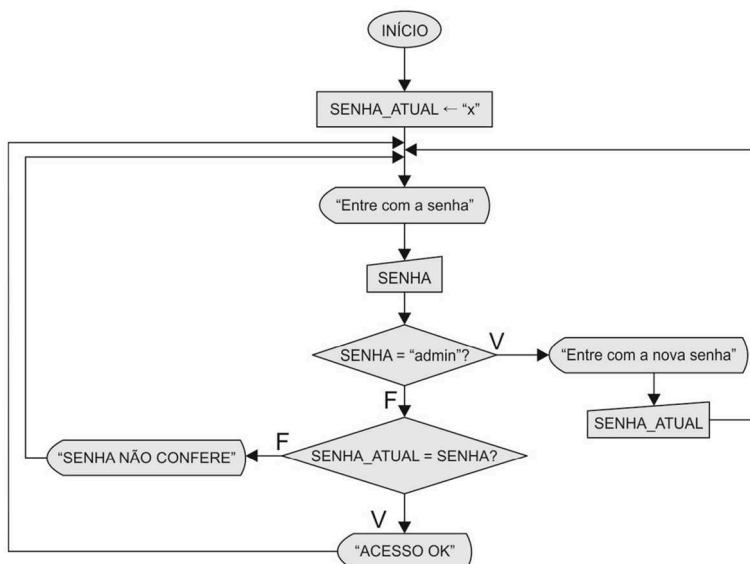 INÍCIO
SENHA_ATUAL ← “x”
“Entre com a senha”
SENHA
SENHA = “admin”?
V
“Entre com a nova senha”
F
SENHA_ATUAL
SENHA_ATUAL = SENHA?
F
“SENHA NÃO CONFERE”
V
“ACESSO OK”